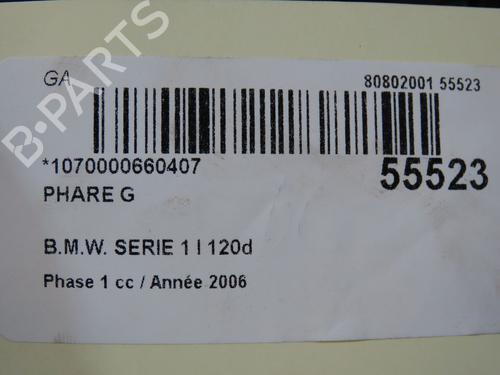 GA 80802001 55523
*1070000660407 55523
PHARE G
B.M.W. SERIE 1 I 120d
Phase 1 cc / Année 2006
B-PARTS